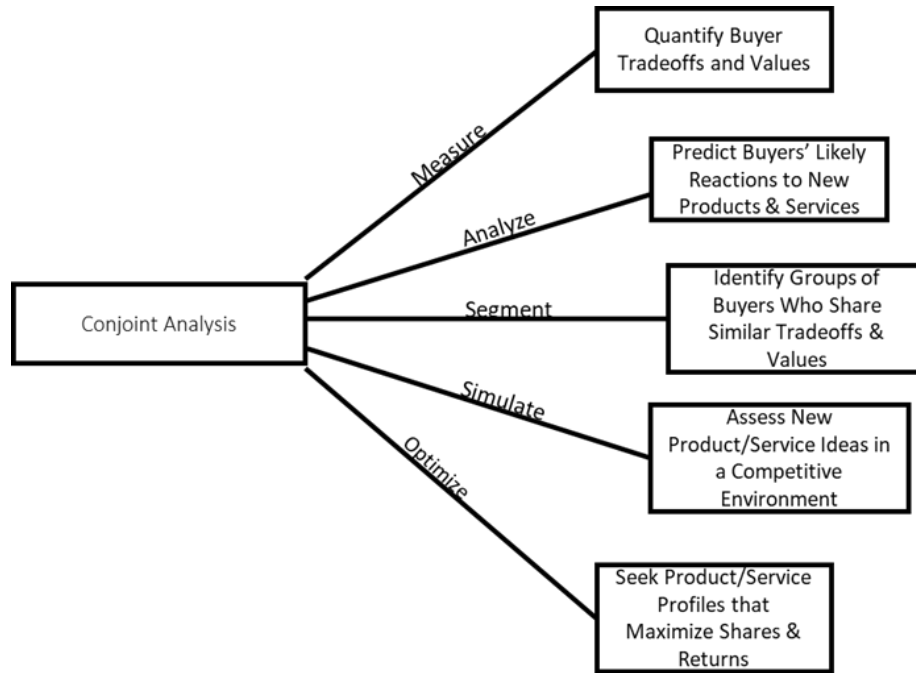 Quantify Buyer
Tradeoffs and Values
Measure
Predict Buyers’ Likely
Reactions to New
Products & Services
Analyze
Conjoint Analysis
Segment
Identify Groups of
Buyers Who Share
Similar Tradeoffs &
Values
Simulate
Assess New
Product/Service Ideas in
a Competitive
Environment
Optimize
Seek Product/Service
Profiles that
Maximize Shares &
Returns